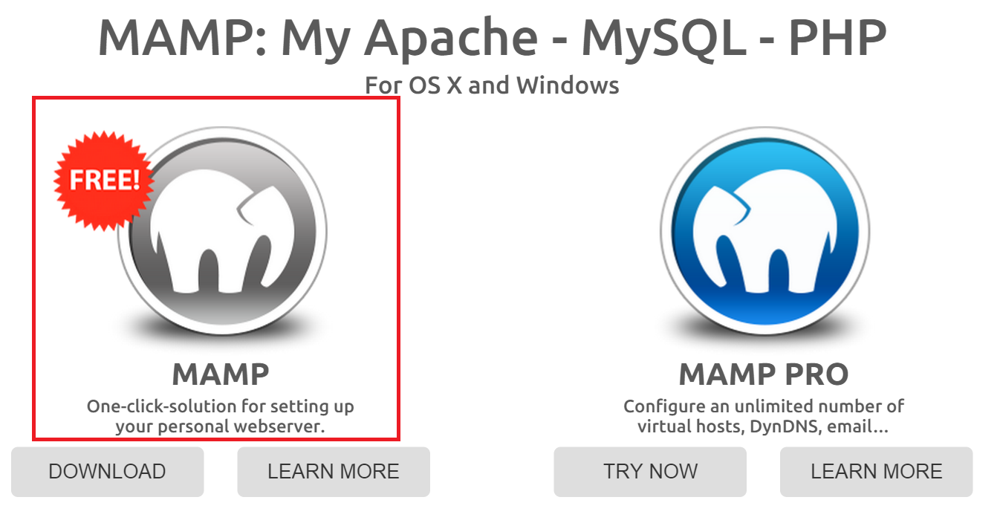 MAMP: My Apache - MySQL - PHP
For OS X and Windows
FREE!
MAMP
One-click-solution for setting up
your personal webserver.
DOWNLOAD
LEARN MORE
MAMP PRO
Configure an unlimited number of
virtual hosts, DynDNS, email...
TRY NOW
LEARN MORE